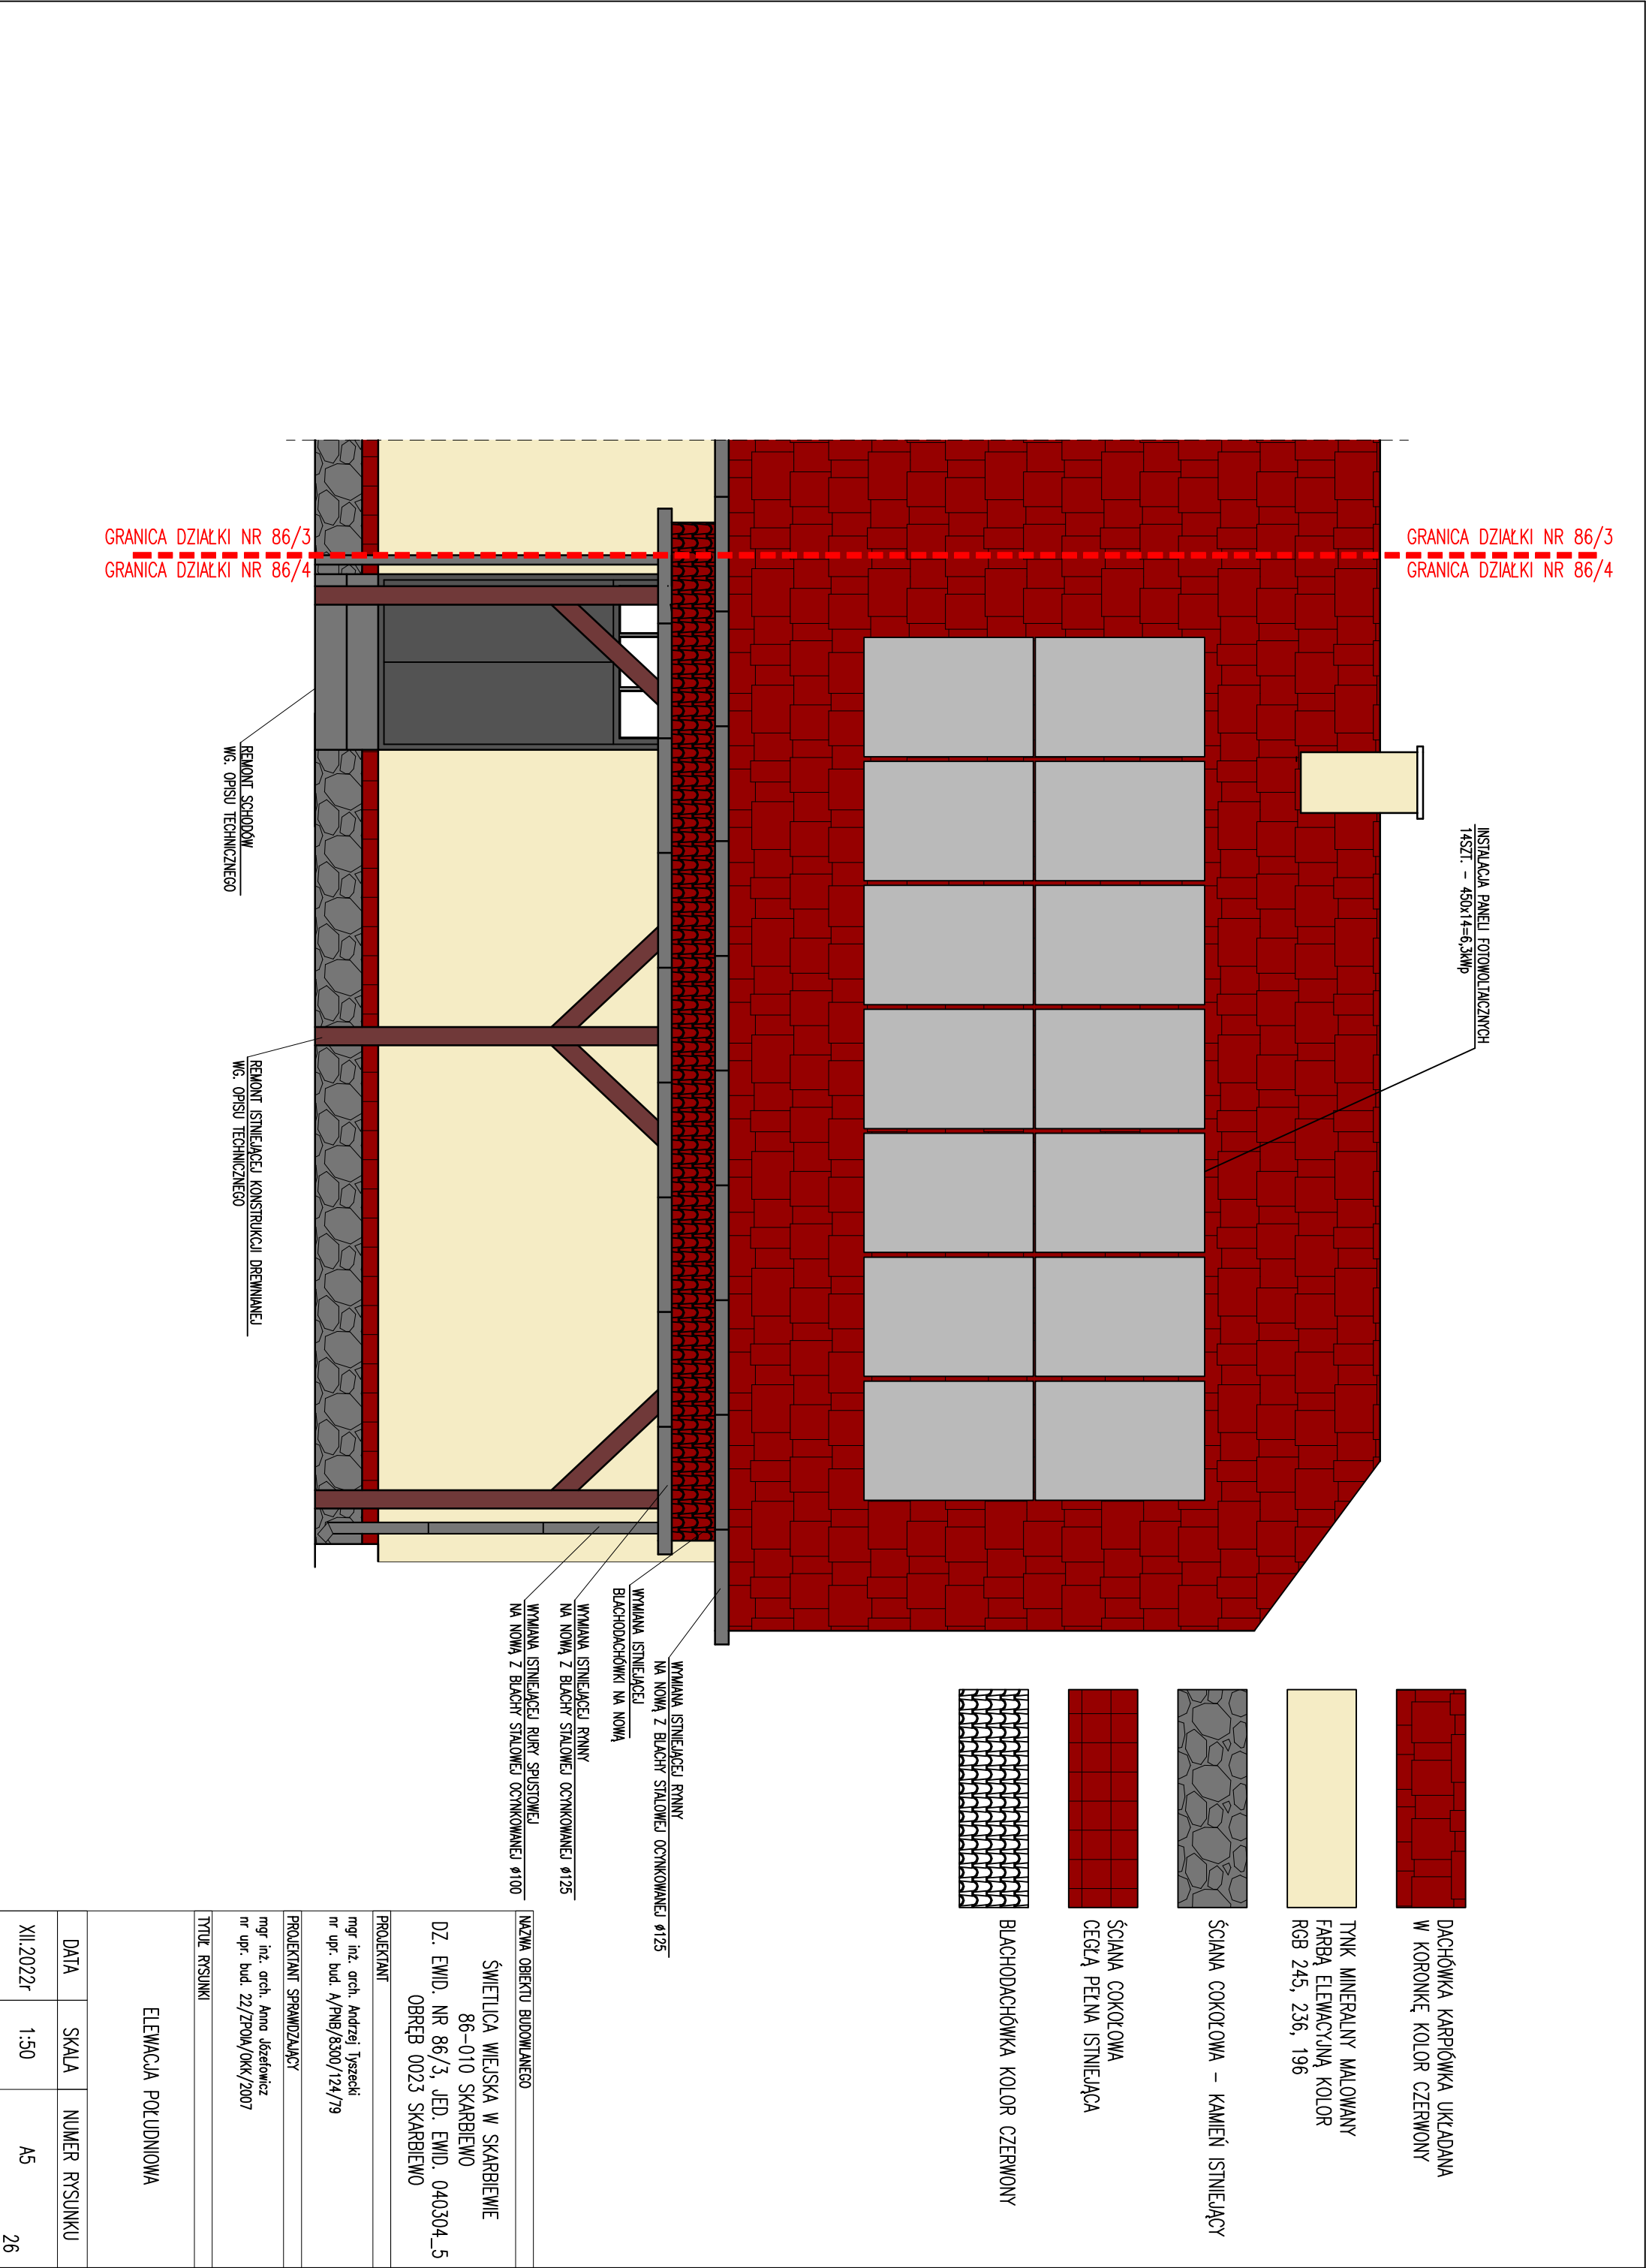 GRANICA DZIAŁKI NR 86/3
GRANICA DZIAŁKI NR 86/4
GRANICA DZIAŁKI NR 86/3
GRANICA DZIAŁKI NR 86/4
INSTALACJA PANELI FOTOWOLTAICZNYCH
14SZT. - 450x14=6,3kWp
REMONT SCHODÓW
WG. OPISU TECHNICZNEGO
REMONT ISTNIEJĄCEJ KONSTRUKCJI DREWNIANEJ
WG. OPISU TECHNICZNEGO
WYMIANA ISTNIEJĄCEJ RYNNY
NA NOWĄ Z BLACHY STALOWEJ OCYNKOWANEJ ø125
WYMIANA ISTNIEJĄCEJ
BLACHODACHÓWKI NA NOWĄ
WYMIANA ISTNIEJĄCEJ RYNNY
NA NOWĄ Z BLACHY STALOWEJ OCYNKOWANEJ ø125
WYMIANA ISTNIEJĄCEJ RURY SPUSTOWEJ
NA NOWĄ Z BLACHY STALOWEJ OCYNKOWANEJ ø100
DACHÓWKA KARPIÓWKA UKŁADANA
W KORONKĘ KOLOR CZERWONY
TYNK MINERALNY MALOWANY
FARBĄ ELEWACYJNĄ KOLOR
RGB 245, 236, 196
ŚCIANA COKOŁOWA - KAMIEŃ ISTNIEJĄCY
ŚCIANA COKOŁOWA
CEGŁĄ PEŁNA ISTNIEJĄCA
BLACHODACHÓWKA KOLOR CZERWONY
NAZWA OBIEKTU BUDOWLANEGO
ŚWIETLICA WIEJSKA W SKARBIEWIE
86-010 SKARBIEWO
DZ. EWID. NR 86/3, JED. EWID. 040304_5
OBRĘB 0023 SKARBIEWO
PROJEKTANT
mgr inż. arch. Andrzej Tyszecki
nr upr. bud. A/PNB/8300/124/79
PROJEKTANT SPRAWDZAJĄCY
mgr inż. arch. Anna Józefowicz
nr upr. bud. 22/ZPOIA/OKK/2007
TYTUŁ RYSUNKI
ELEWACJA POŁUDNIOWA
DATA SKALA NUMER RYSUNKU
XII.2022r 1:50 A5
26